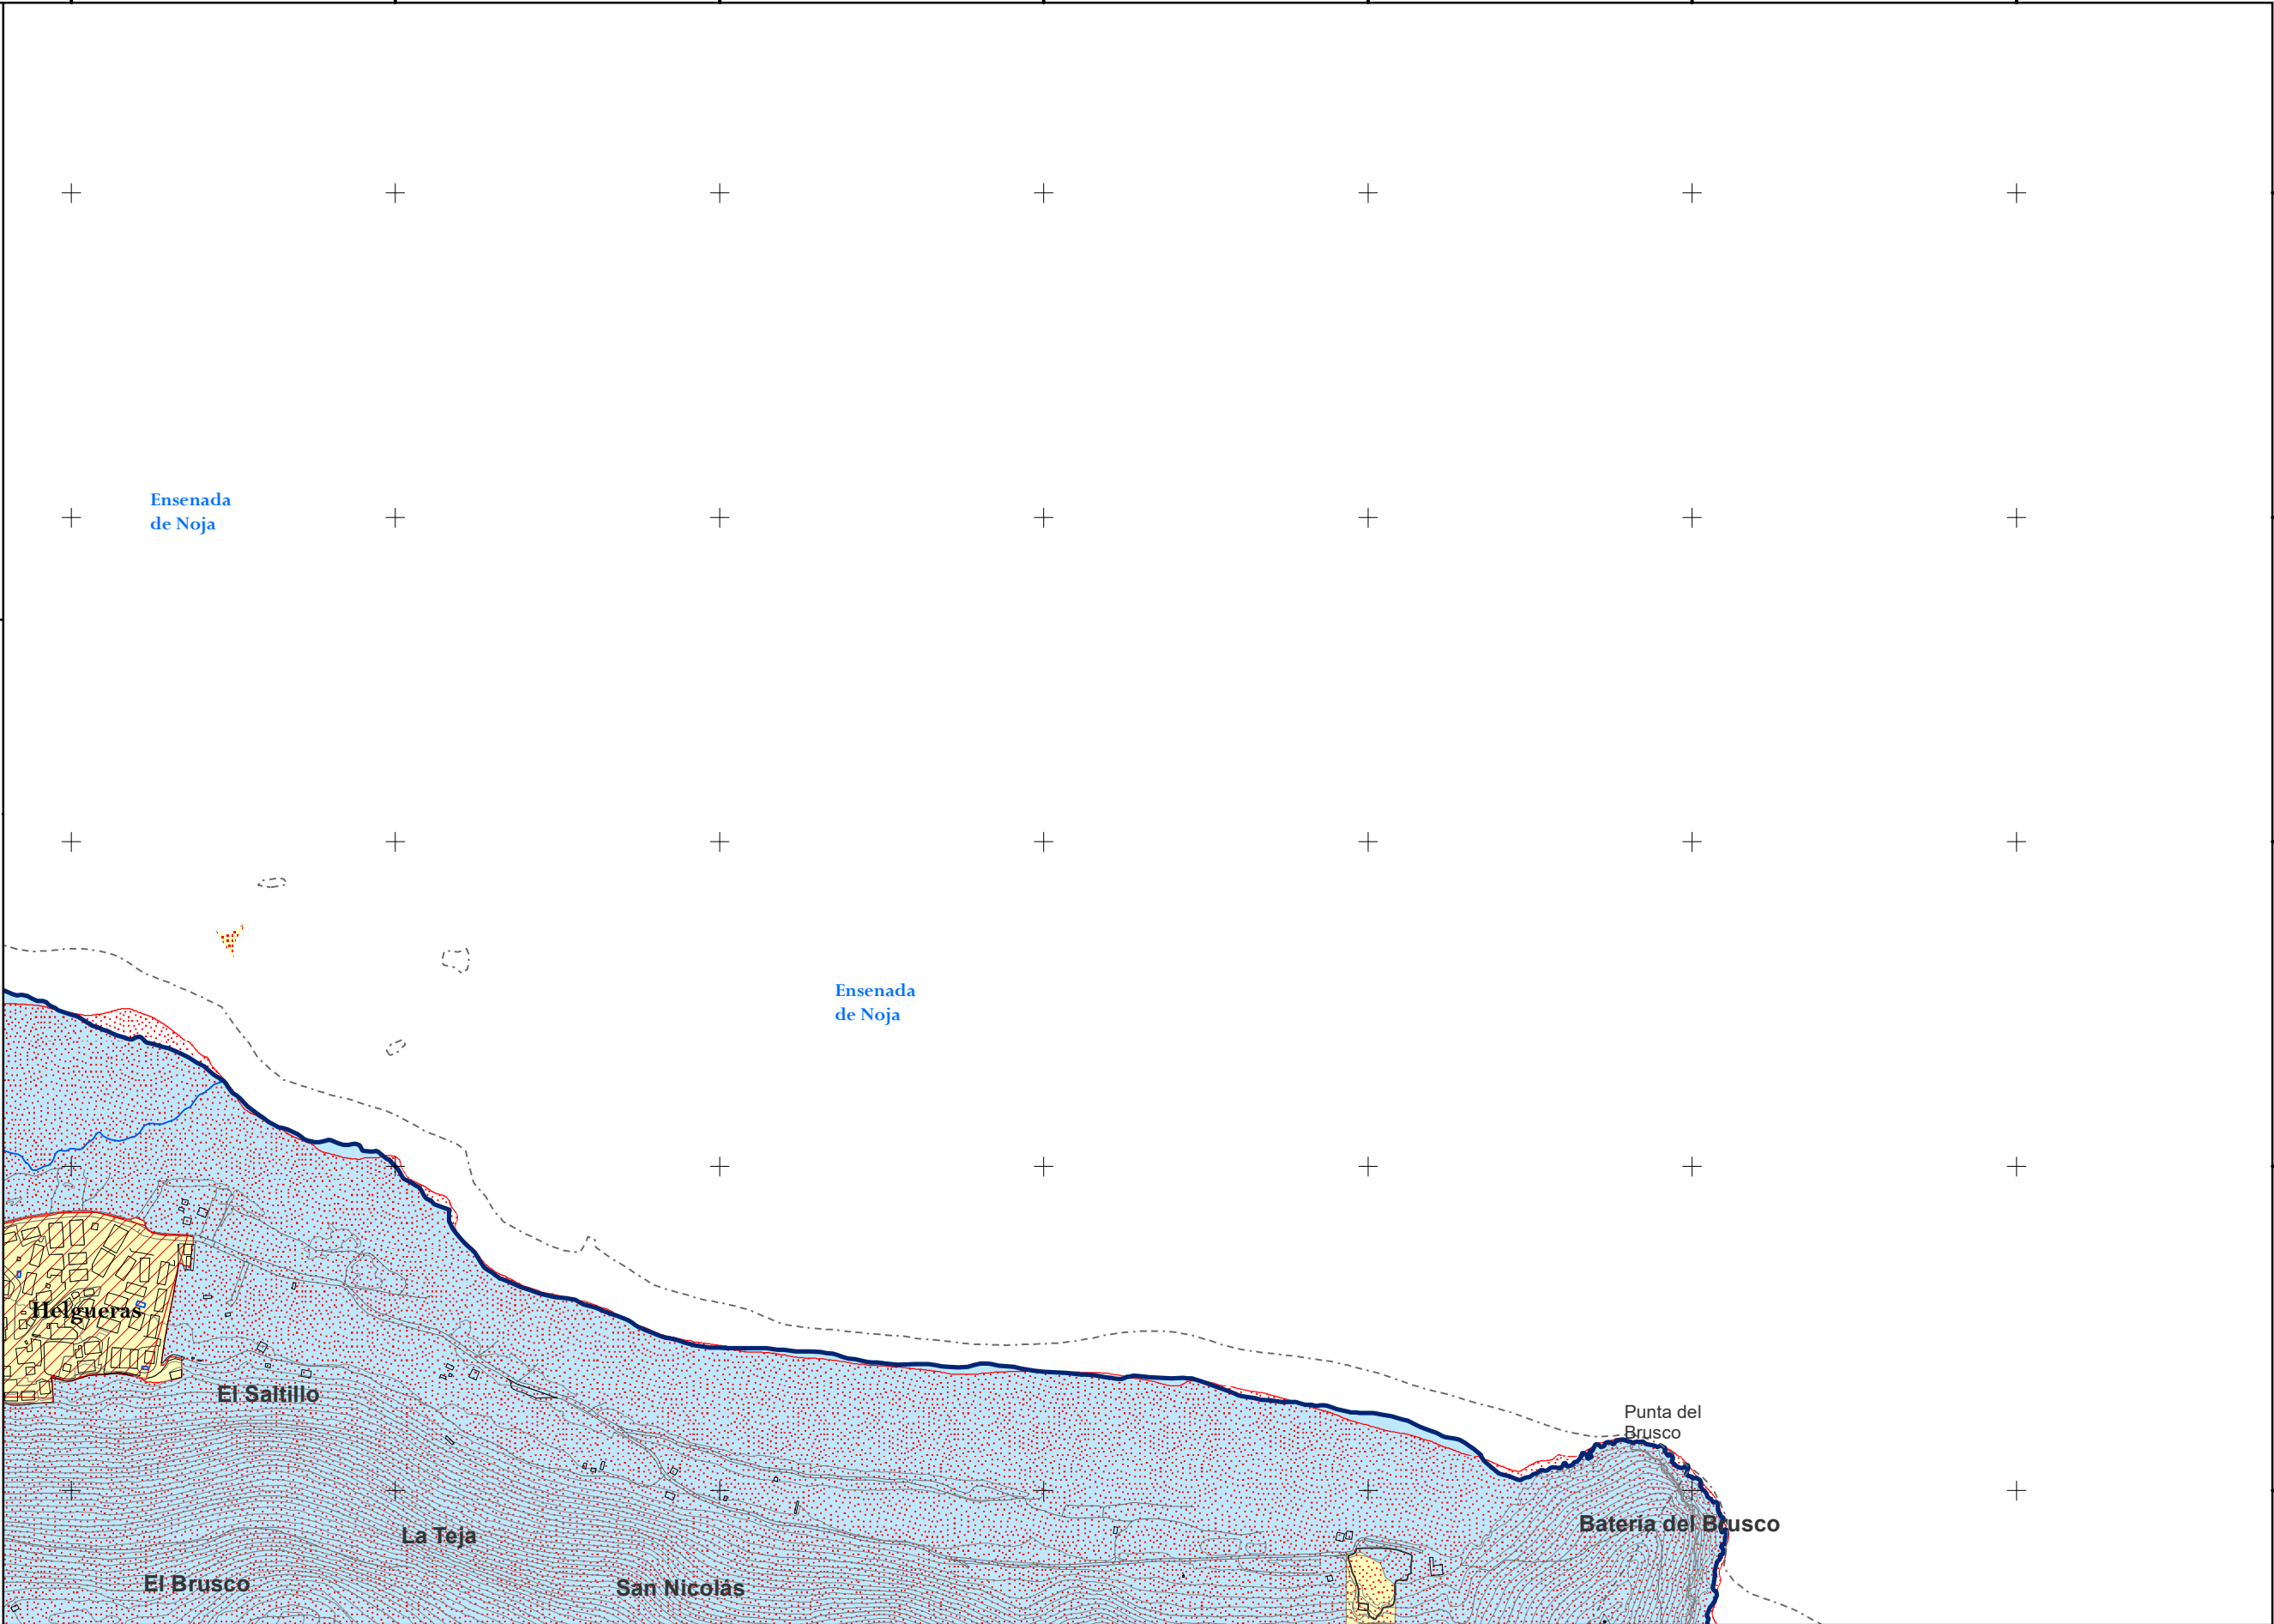 Ensenada
de Noja
Ensenada
de Noja
Helgueras
El Saltillo
Punta del
Brusco
Bateria del Brusco
La Teja
El Brusco
San Nicolás